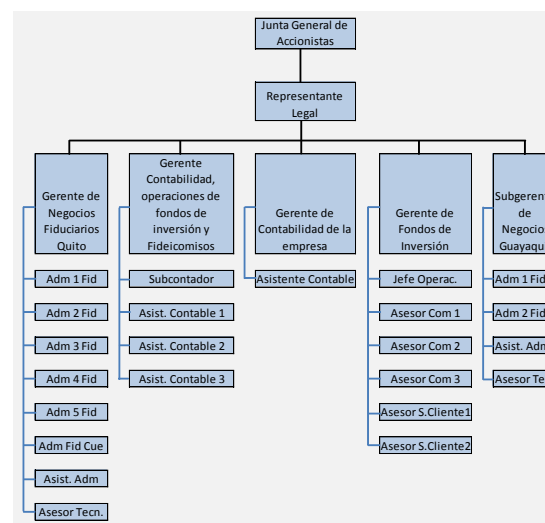 Junta General de
Accionistas
Representante
Legal
Gerente de
Negocios
Fiduciarios
Quito
Gerente
Contabilidad,
operaciones de
fondos de
inversión y
Fideicomisos
Gerente de
Contabilidad de la
empresa
Gerente de
Fondos de
Inversión
de
Adm 1 Fid
Adm 2 Fid
Adm 3 Fid
Adm 4 Fid
Adm 5 Fid
Adm Fid Cue
Asist. Adm
Asesor Tecn.
Subcontador
Asist. Contable 1
Asist. Contable 2
Asist. Contable 3
Asistente Contable
Jefe Operac.
Asesor Com 1
Asesor Com 2
Asesor Com 3
Asesor S.Cliente1
Asesor S.Cliente2
Adm 1 Fid
Adm 2 Fid
Asist.
Asesor